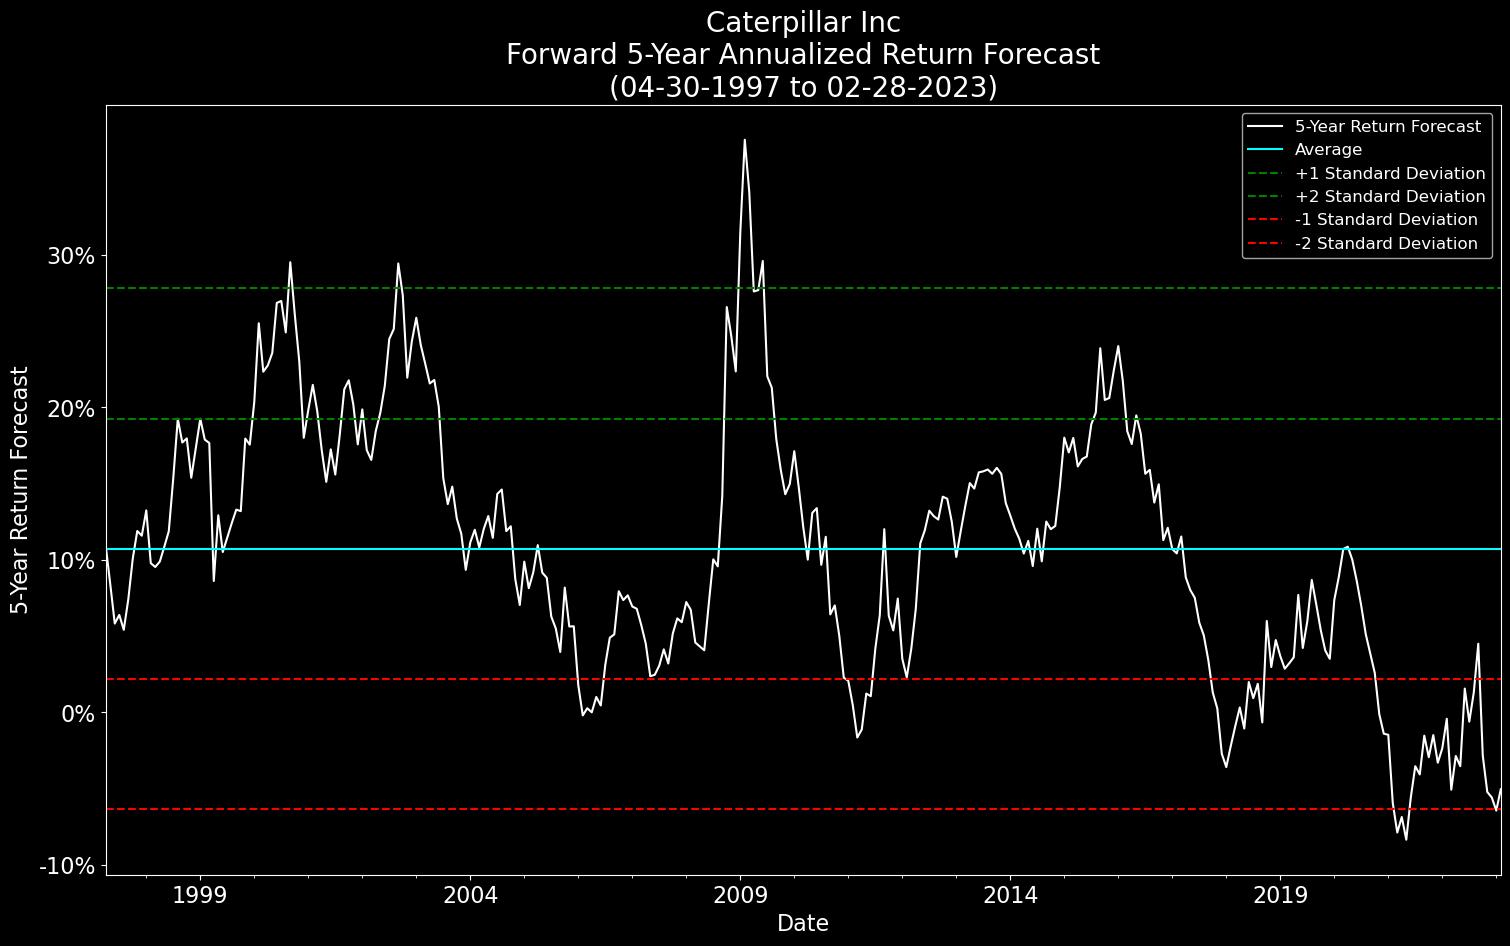 Caterpillar Inc
Forward 5-Year Annualized Return Forecast
(04-30-1997 to 02-28-2023)
5-Year Return Forecast
Average
+1 Standard Deviation
+2 Standard Deviation
-1 Standard Deviation
-2 Standard Deviation
5-Year Return Forecast
30%
20%
10%
0%
-10%
1999
2004
2009
2014
2019
Date